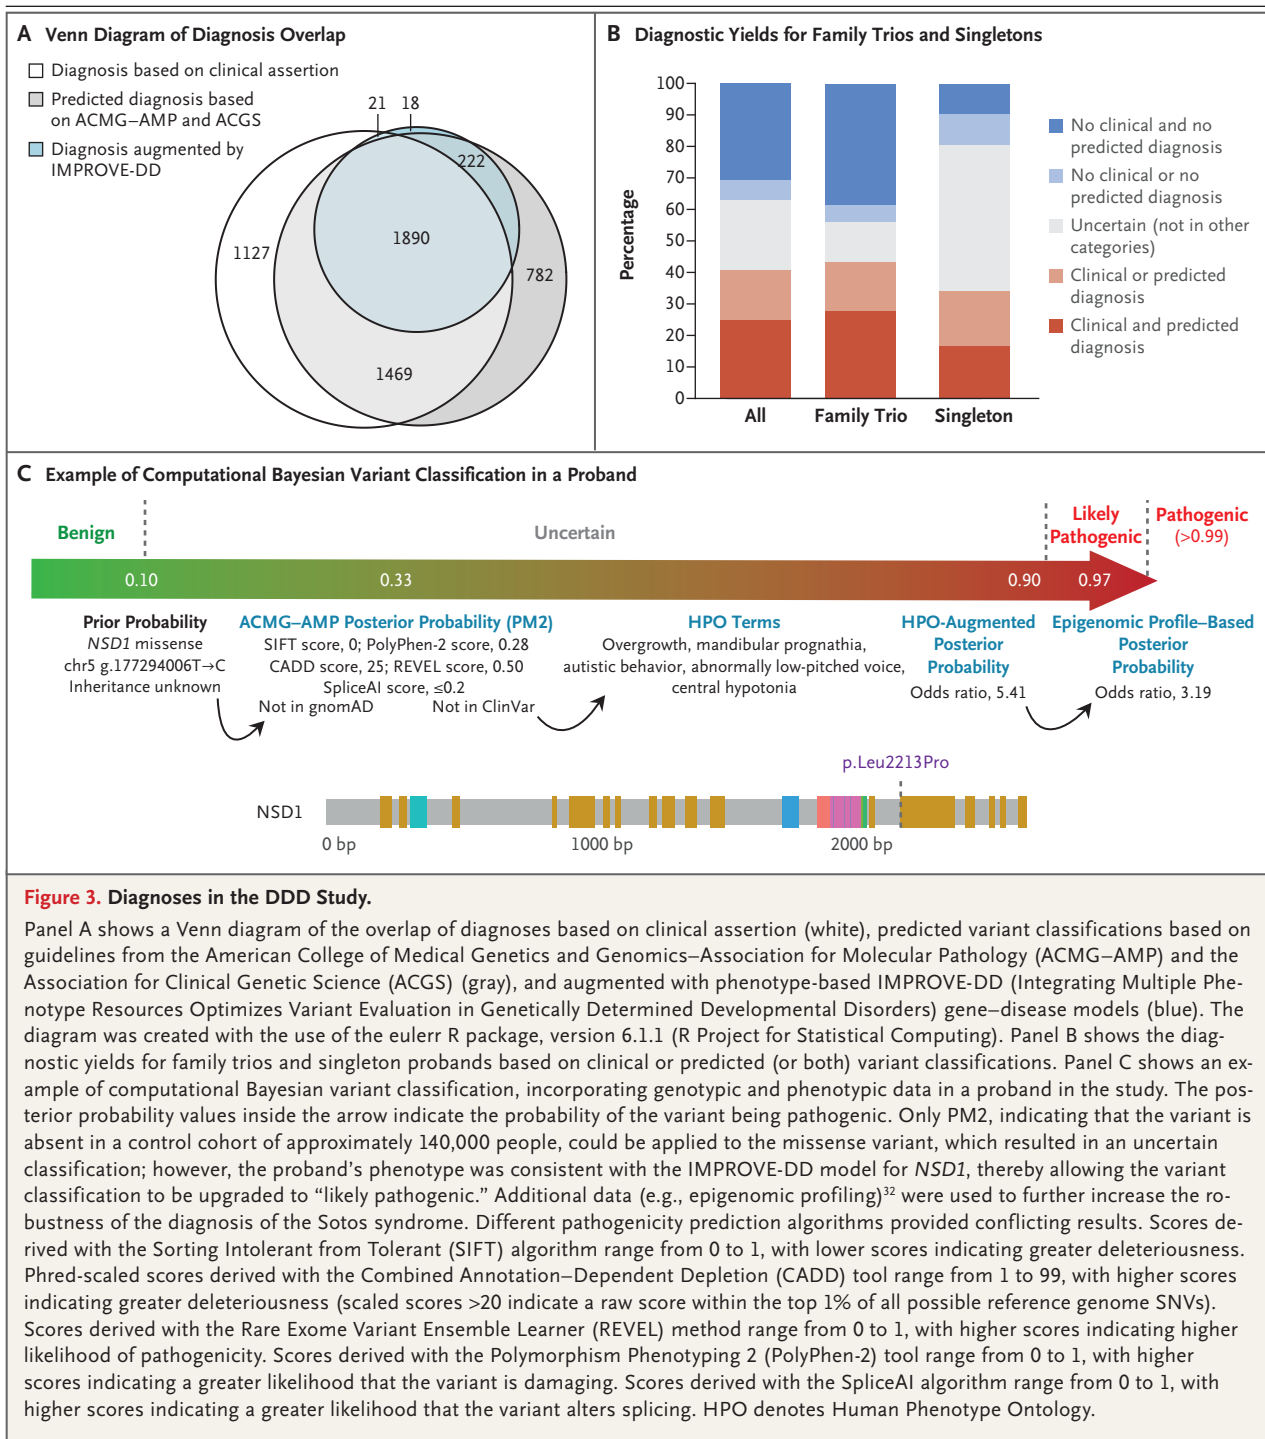 A Venn Diagram of Diagnosis Overlap
Diagnosis based on clinical assertion
Predicted diagnosis based
on ACMG–AMP and ACGS
Diagnosis augmented by
IMPROVE-DD
21 18
222
1890
1127
782
1469
B Diagnostic Yields for Family Trios and Singletons
Percentage
100
90
80
70
60
50
40
30
20
10
0
All Family Trio Singleton
No clinical and no
predicted diagnosis
No clinical or no
predicted diagnosis
Uncertain (not in other
categories)
Clinical or predicted
diagnosis
Clinical and predicted
diagnosis
C Example of Computational Bayesian Variant Classification in a Proband
Benign
Uncertain
Likely
Pathogenic
Pathogenic
(>0.99)
0.10 0.33 0.90 0.97
Prior Probability
NSD1 missense
chr5 g.177294006T→C
Inheritance unknown
ACMG–AMP Posterior Probability (PM2)
SIFT score, 0; PolyPhen-2 score, 0.28
CADD score, 25; REVEL score, 0.50
SpliceAI score, ≤0.2
Not in gnomAD Not in ClinVar
HPO Terms
Overgrowth, mandibular prognathia,
autistic behavior, abnormally low-pitched voice,
central hypotonia
HPO-Augmented
Posterior
Probability
Odds ratio, 5.41
Epigenomic Profile–Based
Posterior
Probability
Odds ratio, 3.19
p.Leu2213Pro
NSD1
0 bp 1000 bp 2000 bp
Figure 3. Diagnoses in the DDD Study.
Panel A shows a Venn diagram of the overlap of diagnoses based on clinical assertion (white), predicted variant classifications based on
guidelines from the American College of Medical Genetics and Genomics–Association for Molecular Pathology (ACMG–AMP) and the
Association for Clinical Genetic Science (ACGS) (gray), and augmented with phenotype-based IMPROVE-DD (Integrating Multiple Phe-
notype Resources Optimizes Variant Evaluation in Genetically Determined Developmental Disorders) gene–disease models (blue). The
diagram was created with the use of the eulerr R package, version 6.1.1 (R Project for Statistical Computing). Panel B shows the diag-
nostic yields for family trios and singleton probands based on clinical or predicted (or both) variant classifications. Panel C shows an ex-
ample of computational Bayesian variant classification, incorporating genotypic and phenotypic data in a proband in the study. The pos-
terior probability values inside the arrow indicate the probability of the variant being pathogenic. Only PM2, indicating that the variant is
absent in a control cohort of approximately 140,000 people, could be applied to the missense variant, which resulted in an uncertain
classification; however, the proband's phenotype was consistent with the IMPROVE-DD model for NSD1, thereby allowing the variant
classification to be upgraded to “likely pathogenic.” Additional data (e.g., epigenomic profiling)32 were used to further increase the ro-
bustness of the diagnosis of the Sotos syndrome. Different pathogenicity prediction algorithms provided conflicting results. Scores de-
rived with the Sorting Intolerant from Tolerant (SIFT) algorithm range from 0 to 1, with lower scores indicating greater deleteriousness.
Phred-scaled scores derived with the Combined Annotation–Dependent Depletion (CADD) tool range from 1 to 99, with higher scores
indicating greater deleteriousness (scaled scores >20 indicate a raw score within the top 1% of all possible reference genome SNVs).
Scores derived with the Rare Exome Variant Ensemble Learner (REVEL) method range from 0 to 1, with higher scores indicating higher
likelihood of pathogenicity. Scores derived with the Polymorphism Phenotyping 2 (PolyPhen-2) tool range from 0 to 1, with higher
scores indicating a greater likelihood that the variant is damaging. Scores derived with the SpliceAI algorithm range from 0 to 1, with
higher scores indicating a greater likelihood that the variant alters splicing. HPO denotes Human Phenotype Ontology.